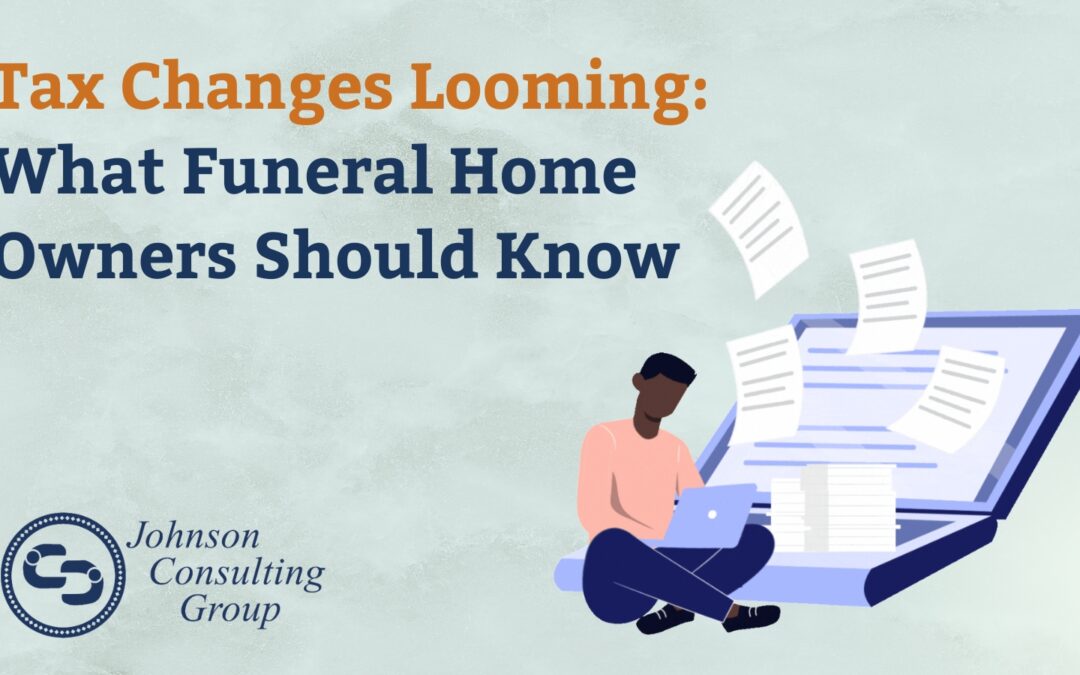 Tax Changes Looming:
What Funeral Home
Owners Should Know
Johnson
Consulting
Group